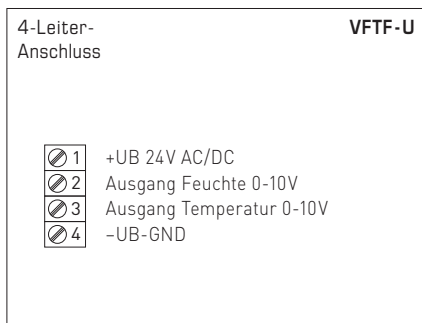 4-Leiter-
Anschluss
VFTF-U
1 +UB 24V AC/DC
2 Ausgang Feuchte 0-10V
3 Ausgang Temperatur 0-10V
4 –UB-GND